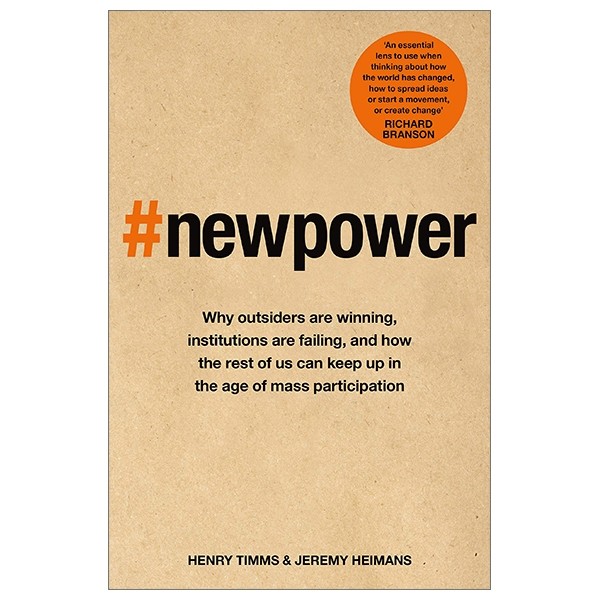 'An essential
lens to use when
thinking about how
the world has changed,
how to spread ideas
or start a movement,
or create change'
RICHARD
BRANSON
#newpower
Why outsiders are winning,
institutions are failing, and how
the rest of us can keep up in
the age of mass participation
HENRY TIMMS & JEREMY HEIMANS